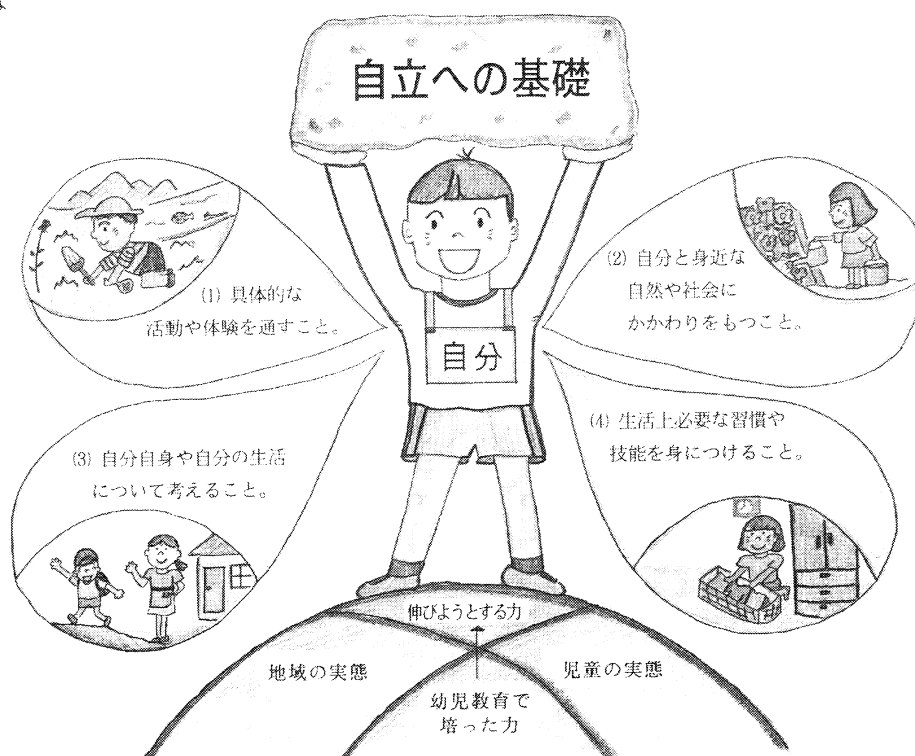 自立への基礎
(1) 具体的な
活動や体験を通すこと。
(2) 自分と身近な
自然や社会に
かかわりをもつこと。
自分
(3) 自分自身や自分の生活
について考えること。
(4) 生活上必要な習慣や
技能を身につけること。
伸びようとする力
地域の実態
児童の実態
幼児教育で
培った力